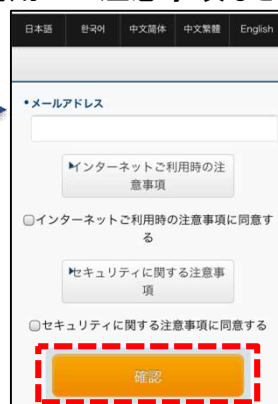 日本語 한국어 中文简体 中文繁體 English
•メールアドレス
インターネットご利用時の注
意事項
インターネットご利用時の注意事項に同意す
る
セキュリティに関する注意事
項
セキュリティに関する注意事項に同意する
確認